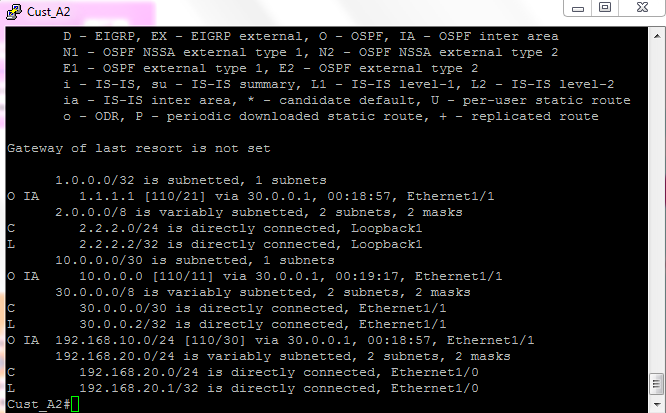 Cust_A2
D - EIGRP, EX - EIGRP external, O - OSPF, IA - OSPF inter area
N1 - OSPF NSSA external type 1, N2 - OSPF NSSA external type 2
E1 - OSPF external type 1, E2 - OSPF external type 2
i - IS-IS, su - IS-IS summary, L1 - IS-IS level-1, L2 - IS-IS level-2
ia - IS-IS inter area, * - candidate default, U - per-user static route
o - ODR, P - periodic downloaded static route, + - replicated route
Gateway of last resort is not set
1.0.0.0/32 is subnetted, 1 subnets
O IA 1.1.1.1 [110/21] via 30.0.0.1, 00:18:57, Ethernet1/1
2.0.0.0/8 is variably subnetted, 2 subnets, 2 masks
C 2.2.2.0/24 is directly connected, Loopback1
L 2.2.2.2/32 is directly connected, Loopback1
10.0.0.0/30 is subnetted, 1 subnets
O IA 10.0.0.0 [110/11] via 30.0.0.1, 00:19:17, Ethernet1/1
30.0.0.0/8 is variably subnetted, 2 subnets, 2 masks
C 30.0.0.0/30 is directly connected, Ethernet1/1
L 30.0.0.2/32 is directly connected, Ethernet1/1
O IA 192.168.10.0/24 [110/30] via 30.0.0.1, 00:18:57, Ethernet1/1
192.168.20.0/24 is variably subnetted, 2 subnets, 2 masks
C 192.168.20.0/24 is directly connected, Ethernet1/0
L 192.168.20.1/32 is directly connected, Ethernet1/0
Cust_A2#